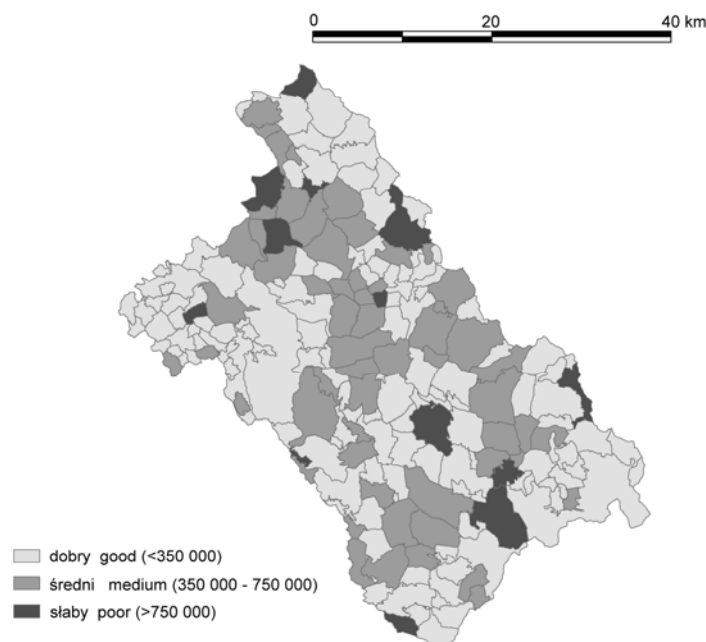 0 20 40 km
dobry good (<350 000)
średni medium (350 000 - 750 000)
słaby poor (>750 000)